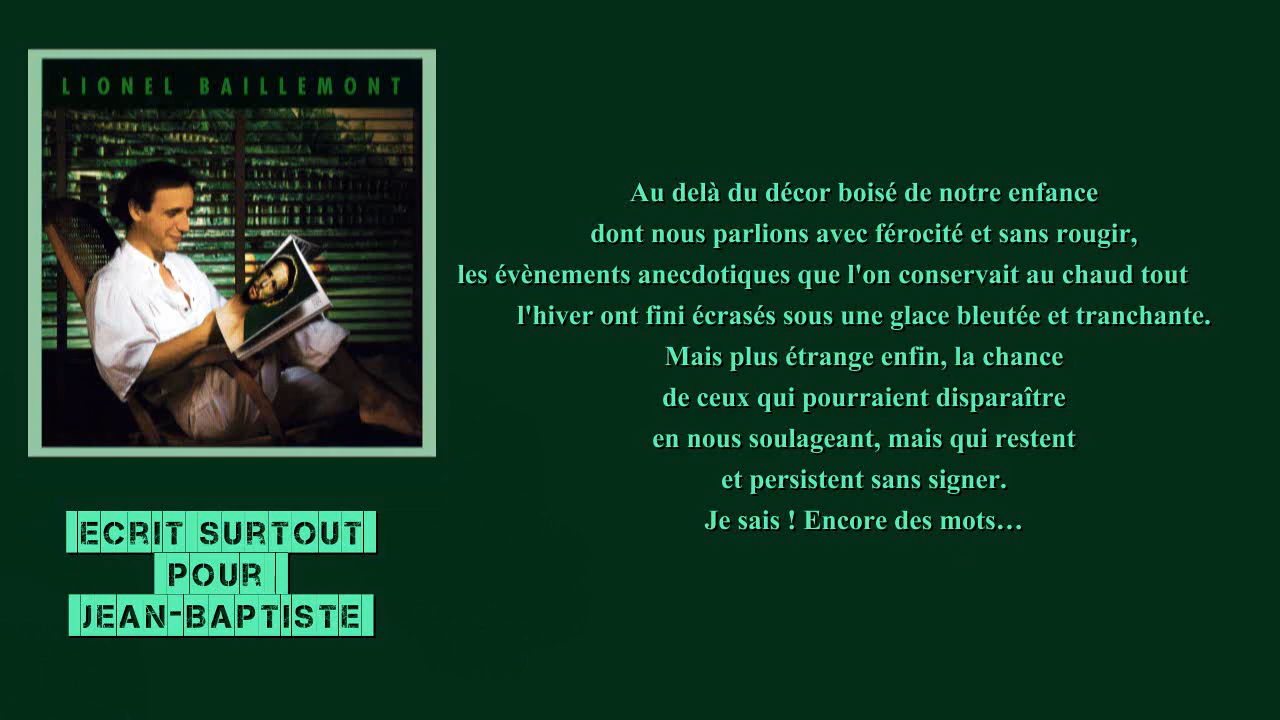 LIONEL BAILLEMONT
ECRIT SURTOUT
POUR
JEAN-BAPTISTE
Au delà du décor boisé de notre enfance
dont nous parlions avec férocité et sans rougir,
les évènements anecdotiques que l'on conservait au chaud tout
l'hiver ont fini écrasés sous une glace bleutée et tranchante.
Mais plus étrange enfin, la chance
de ceux qui pourraient disparaître
en nous soulageant, mais qui restent
et persistent sans signer.
Je sais ! Encore des mots…